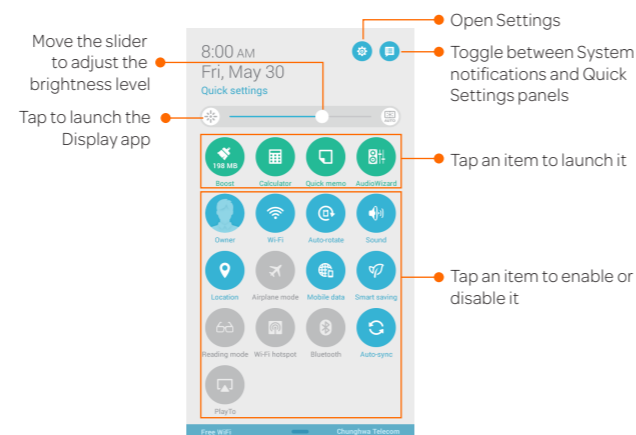 Open Settings
Move the slider
to adjust the
brightness level
8:00 AM
Fri, May 30
Quick settings
Toggle between System
notifications and Quick
Settings panels
Tap to launch the
Display app
198 MB
Boost Calculator Quick memo AudioWizard
Tap an item to launch it
Owner Wi-Fi Auto-rotate Sound
Location Airplane mode Mobile data Smart saving
Tap an item to enable or
disable it
Reading mode Wi-Fi hotspot Bluetooth Auto-sync
PlayTo
Free WiFi Chunghwa Telecom